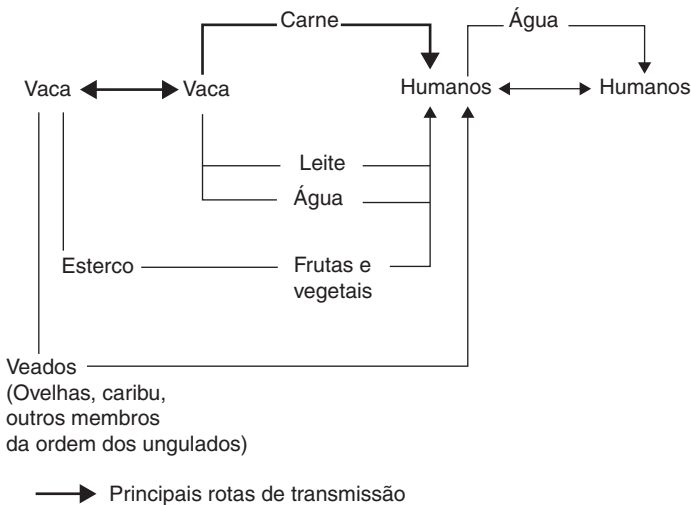 Carne
Água
Vaca
Vaca
Humanos
Humanos
Leite
Água
Esterco
Frutas e
vegetais
Veados
(Ovelhas, caribu,
outros membros
da ordem dos ungulados)
Principais rotas de transmissão